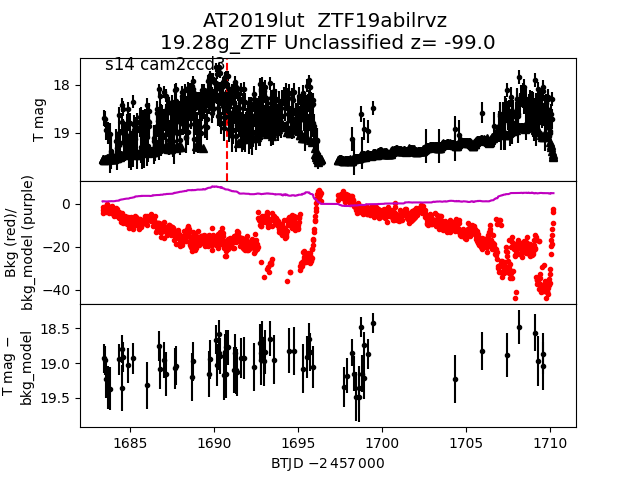 AT2019lut  ZTF19abilrvz
19.28g_ZTF Unclassified z= -99.0
s14 cam2ccd3
T mag
18
19
Bkg (red)/
bkg_model (purple)
0
−20
−40
T mag −
bkg_model
18.5
19.0
19.5
1685
1690
1695
1700
1705
1710
BTJD −2 457 000